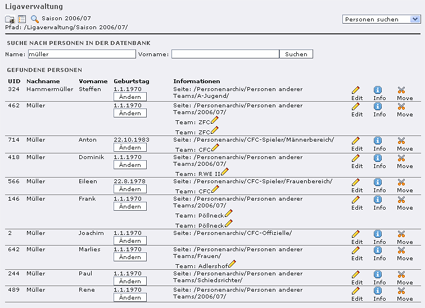 Ligaverwaltung
Saison 2006/07
Personen suchen
Pfad: /Ligaverwaltung/Saison 2006/07/
SUCHE NACH PERSONEN IN DER DATENBANK
Name: müller Vorname: Suchen
GEFUNDENE PERSONEN
UID Nachname Vorname Geburtstag Informationen
324 Hammermüller Steffen 1.1.1970 Seite: /Personenarchiv/Personen anderer
Ändern Teams/A-Jugend/ Edit Info Move
462 Müller 1.1.1970 Seite: /Personenarchiv/Personen anderer
Ändern Teams/2006/07/ Edit Info Move
Team: ZFC
Team: ZFC
714 Müller Anton 22.10.1983 Seite: /Personenarchiv/CFC-Spieler/Männerbereich/
Ändern Team: CFC Edit Info Move
418 Müller Dominik 1.1.1970 Seite: /Personenarchiv/Personen anderer
Ändern Teams/2006/07/ Edit Info Move
Team: RWE II
566 Müller Eileen 22.8.1978 Seite: /Personenarchiv/CFC-Spieler/Frauenbereich/
Ändern Team: CFC Edit Info Move
146 Müller Frank 1.1.1970 Seite: /Personenarchiv/Personen anderer
Ändern Teams/2006/07/ Edit Info Move
Team: Pößneck
Team: Pößneck
2 Müller Joachim 1.1.1970 Seite: /Personenarchiv/CFC-Offizielle/
Ändern Edit Info Move
642 Müller Marlies 1.1.1970 Seite: /Personenarchiv/Personen anderer
Ändern Teams/Frauen/ Edit Info Move
Team: Adlershof
244 Müller Paul 1.1.1970 Seite: /Personenarchiv/Personen anderer
Ändern Teams/Schiedsrichter/ Edit Info Move
489 Müller Rene 1.1.1970 Seite: /Personenarchiv/Personen anderer
Ändern Teams/2006/07/ Edit Info Move